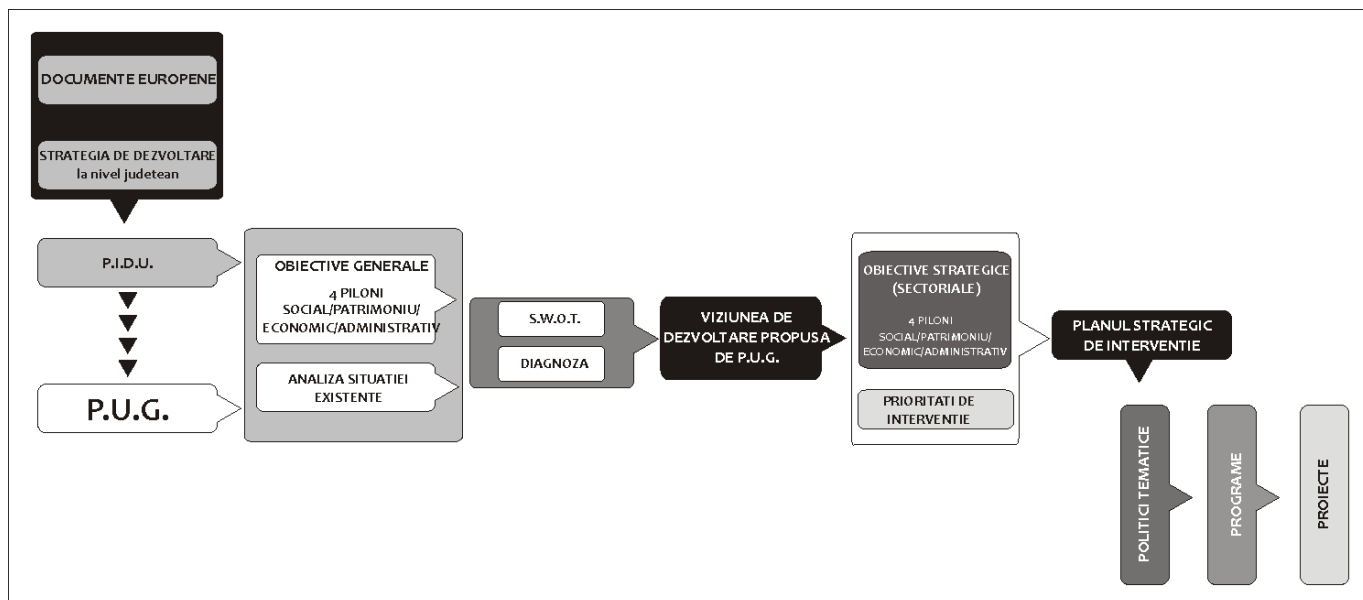 DOCUMENTE EUROPENE
STRATEGIA DE DEZVOLTARE
la nivel judetean
P.I.D.U.
P.U.G.
OBIECTIVE GENERALE
4 PILONI
SOCIAL/PATRIMONIU/
ECONOMIC/ADMINISTRATIV
ANALIZA SITUATIEI
EXISTENTE
S.W.O.T.
DIAGNOZA
VIZIUNEA DE
DEZVOLTARE PROPUSA
DE P.U.G.
OBIECTIVE STRATEGICE
(SECTORIALE)
4 PILONI
SOCIAL/PATRIMONIU/
ECONOMIC/ADMINISTRATIV
PRIORITATI DE
INTERVENTIE
PLANUL STRATEGIC
DE INTERVENTIE
POLITICI TEMATICE
PROGRAME
PROIECTE